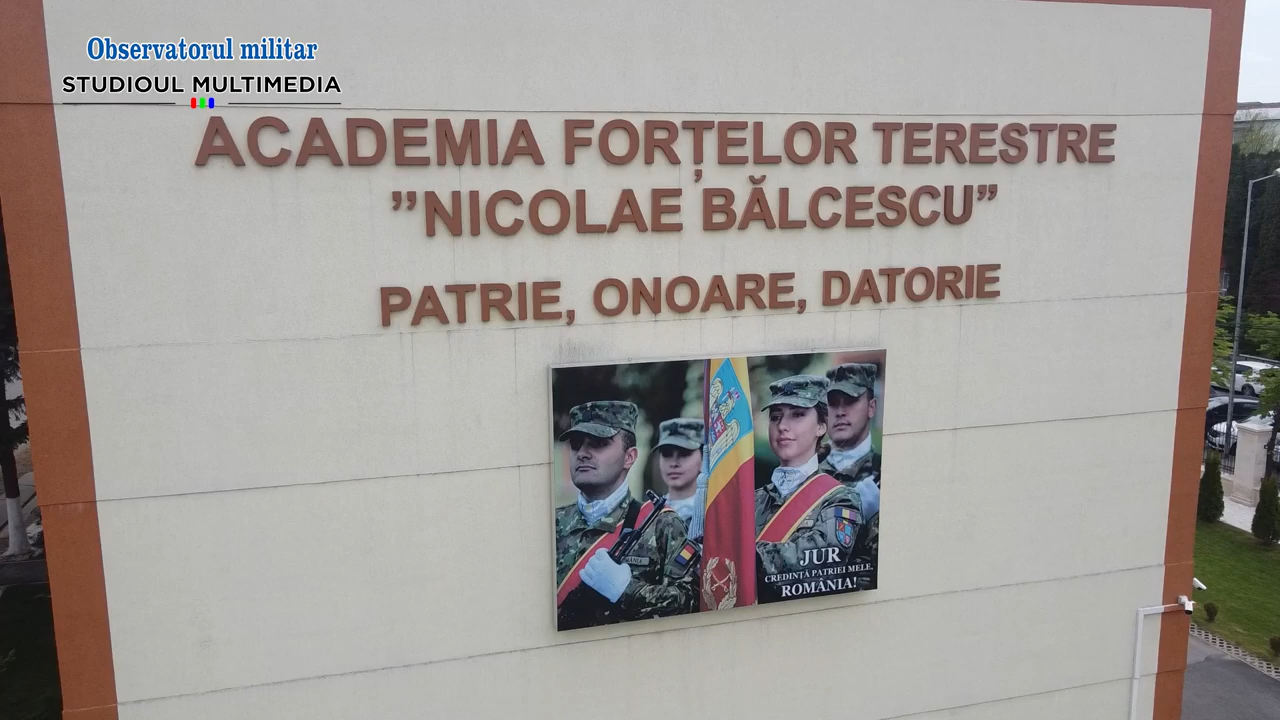 Observatorul militar
STUDIOUL MULTIMEDIA
ACADEMIA FORȚELOR TERESTRE
”NICOLAE BĂLCESCU”
PATRIE, ONOARE, DATORIE
JUR
CREDINȚĂ PATRIEI MELE,
ROMÂNIA!